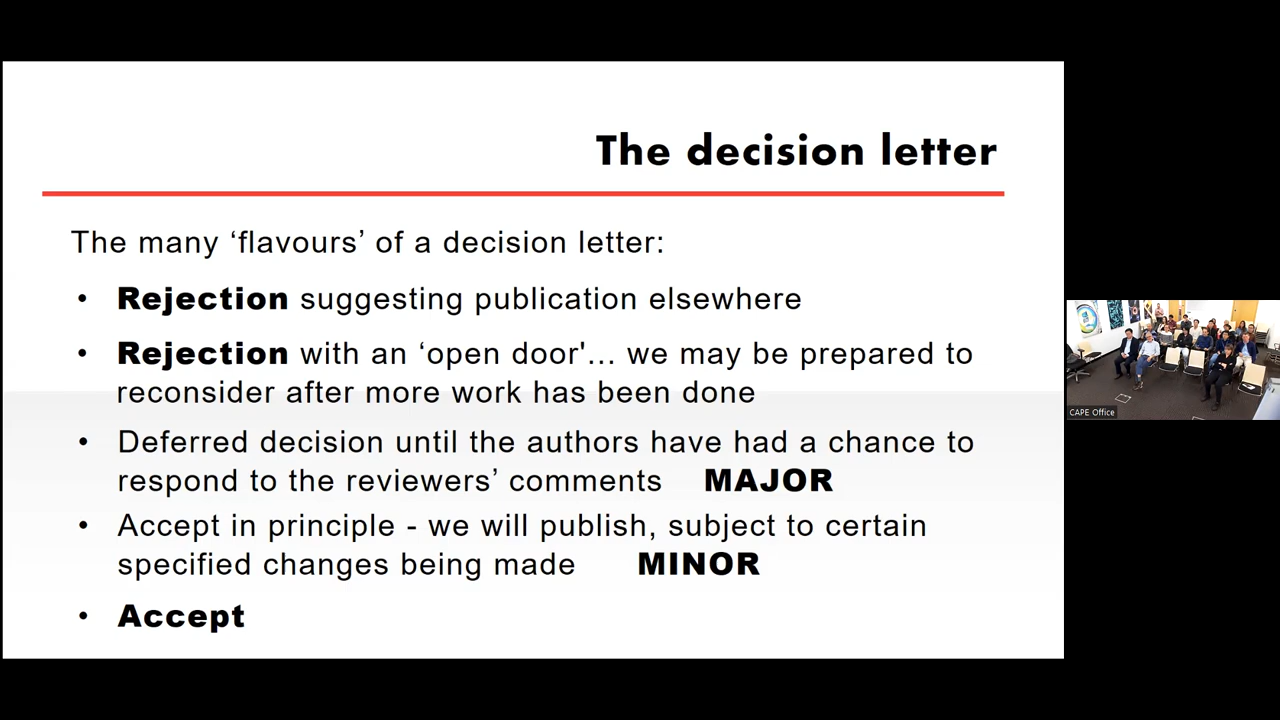 The decision letter
The many ‘flavours’ of a decision letter:
• Rejection suggesting publication elsewhere
• Rejection with an ‘open door'... we may be prepared to
reconsider after more work has been done
• Deferred decision until the authors have had a chance to
respond to the reviewers’ comments MAJOR
• Accept in principle - we will publish, subject to certain
specified changes being made MINOR
• Accept
CAPE Office